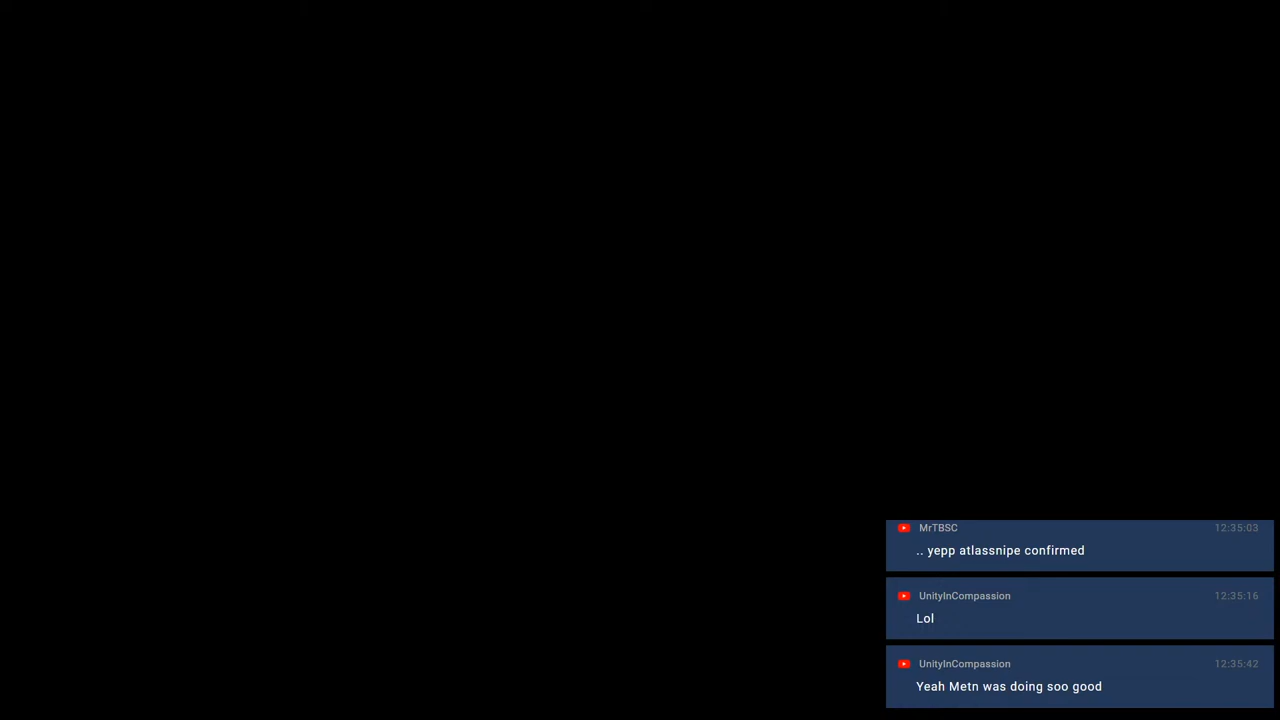 MrTBSC 12:35:03
.. yepp atlassnipe confirmed
UnityInCompassion 12:35:16
Lol
UnityInCompassion 12:35:42
Yeah Metn was doing soo good